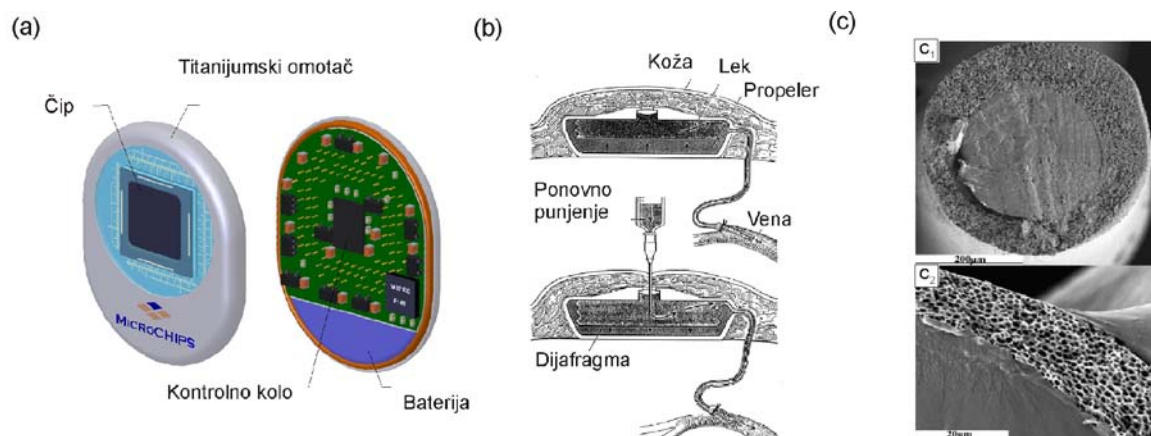 (a)
Titanijumski omotač
Čip
MICROCHIPS
Kontrolno kolo
Baterija
(b)
Koža
Lek
Propeler
Ponovno
punjenje
Vena
Dijafragma
(c)
C1
200µm
C2
20µm